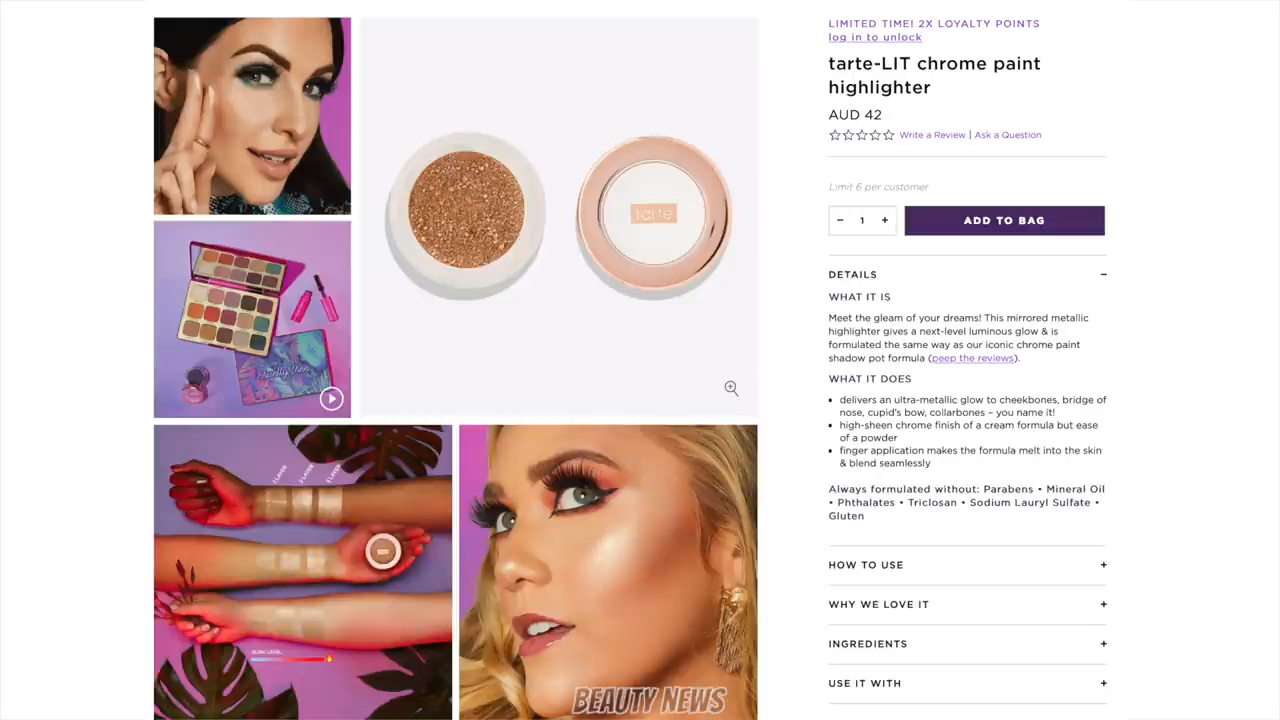 LIMITED TIME! 2X LOYALTY POINTS
log in to unlock
tarte-LIT chrome paint
highlighter
AUD 42
Write a Review | Ask a Question
Limit 6 per customer
− 1 +
ADD TO BAG
DETAILS −
WHAT IT IS
Meet the gleam of your dreams! This mirrored metallic
highlighter gives a next-level luminous glow & is
formulated the same way as our iconic chrome paint
shadow pot formula (peep the reviews).
WHAT IT DOES
• delivers an ultra-metallic glow to cheekbones, bridge of
nose, cupid's bow, collarbones – you name it!
• high-sheen chrome finish of a cream formula but ease
of a powder
• finger application makes the formula melt into the skin
& blend seamlessly
Always formulated without: Parabens • Mineral Oil
• Phthalates • Triclosan • Sodium Lauryl Sulfate •
Gluten
HOW TO USE +
WHY WE LOVE IT +
INGREDIENTS +
USE IT WITH +
tarte
1 LAYER
2 LAYER
GLOW LEVEL
BEAUTY NEWS